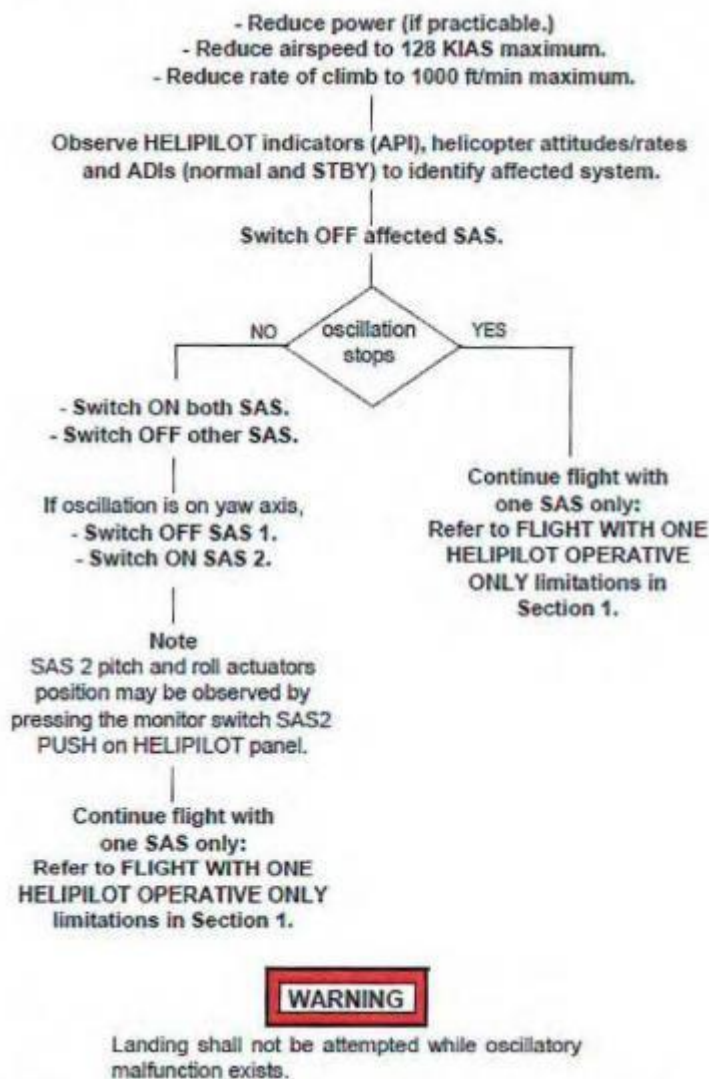 - Reduce power (if practicable.)
- Reduce airspeed to 128 KIAS maximum.
- Reduce rate of climb to 1000 ft/min maximum.
Observe HELIPILOT indicators (API), helicopter attitudes/rates
and ADIs (normal and STBY) to identify affected system.
Switch OFF affected SAS.
NO
oscillation
stops
YES
- Switch ON both SAS.
- Switch OFF other SAS.
If oscillation is on yaw axis,
- Switch OFF SAS 1.
- Switch ON SAS 2.
Note
SAS 2 pitch and roll actuators
position may be observed by
pressing the monitor switch SAS2
PUSH on HELIPILOT panel.
Continue flight with
one SAS only:
Refer to FLIGHT WITH ONE
HELIPILOT OPERATIVE ONLY
limitations in Section 1.
Continue flight with
one SAS only:
Refer to FLIGHT WITH ONE
HELIPILOT OPERATIVE
ONLY limitations in
Section 1.
WARNING
Landing shall not be attempted while oscillatory
malfunction exists.